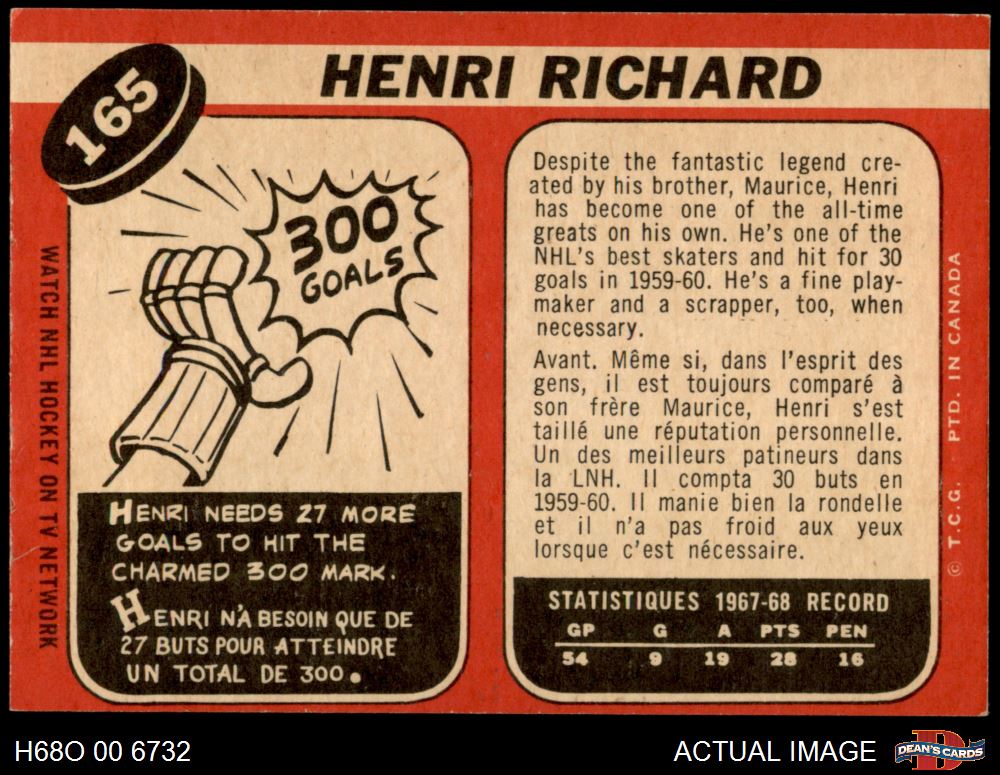 165
HENRI RICHARD
300
GOALS
HENRI NEEDS 27 MORE
GOALS TO HIT THE
CHARMED 300 MARK.
HENRI N'A BESOIN QUE DE
27 BUTS POUR ATTEINDRE
UN TOTAL DE 300.
Despite the fantastic legend cre-
ated by his brother, Maurice, Henri
has become one of the all-time
greats on his own. He's one of the
NHL's best skaters and hit for 30
goals in 1959-60. He's a fine play-
maker and a scrapper, too, when
necessary.
Avant. Même si, dans l'esprit des
gens, il est toujours comparé à
son frère Maurice, Henri s'est
taillé une réputation personnelle.
Un des meilleurs patineurs dans
la LNH. Il compta 30 buts en
1959-60. Il manie bien la rondelle
et il n'a pas froid aux yeux
lorsque c'est nécessaire.
STATISTIQUES 1967-68 RECORD
GP G A PTS PEN
54 9 19 28 16
WATCH NHL HOCKEY ON TV NETWORK
© T.C.G. PTD. IN CANADA
H68O 00 6732
ACTUAL IMAGE
DEAN'S CARDS